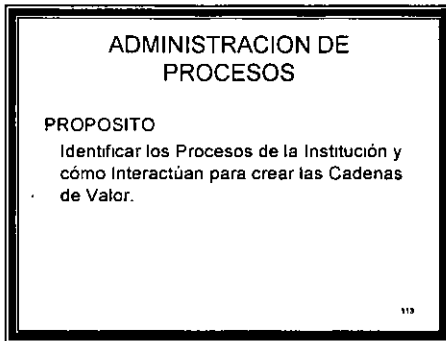 ADMINISTRACION DE
PROCESOS
PROPOSITO
Identificar los Procesos de la Institución y
cómo Interactúan para crear las Cadenas
de Valor.
113